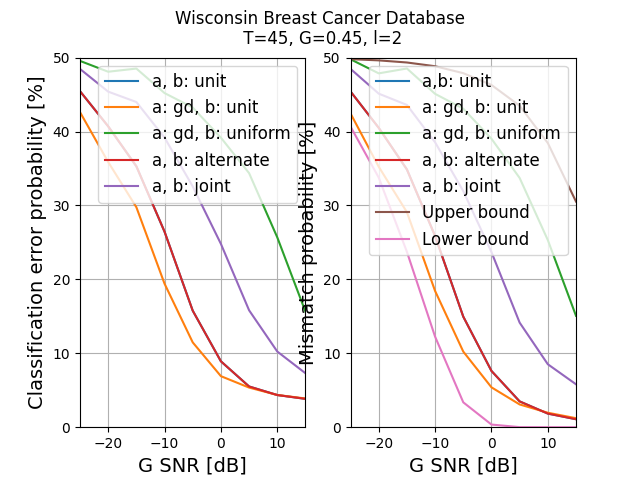 Wisconsin Breast Cancer Database
T=45, G=0.45, l=2
Classification error probability [%]
50
40
30
20
10
0
−20
−10
0
10
G SNR [dB]
a, b: unit
a: gd, b: unit
a: gd, b: uniform
a, b: alternate
a, b: joint
Mismatch probability [%]
50
40
30
20
10
0
−20
−10
0
10
G SNR [dB]
a,b: unit
a: gd, b: unit
a: gd, b: uniform
a, b: alternate
a, b: joint
Upper bound
Lower bound